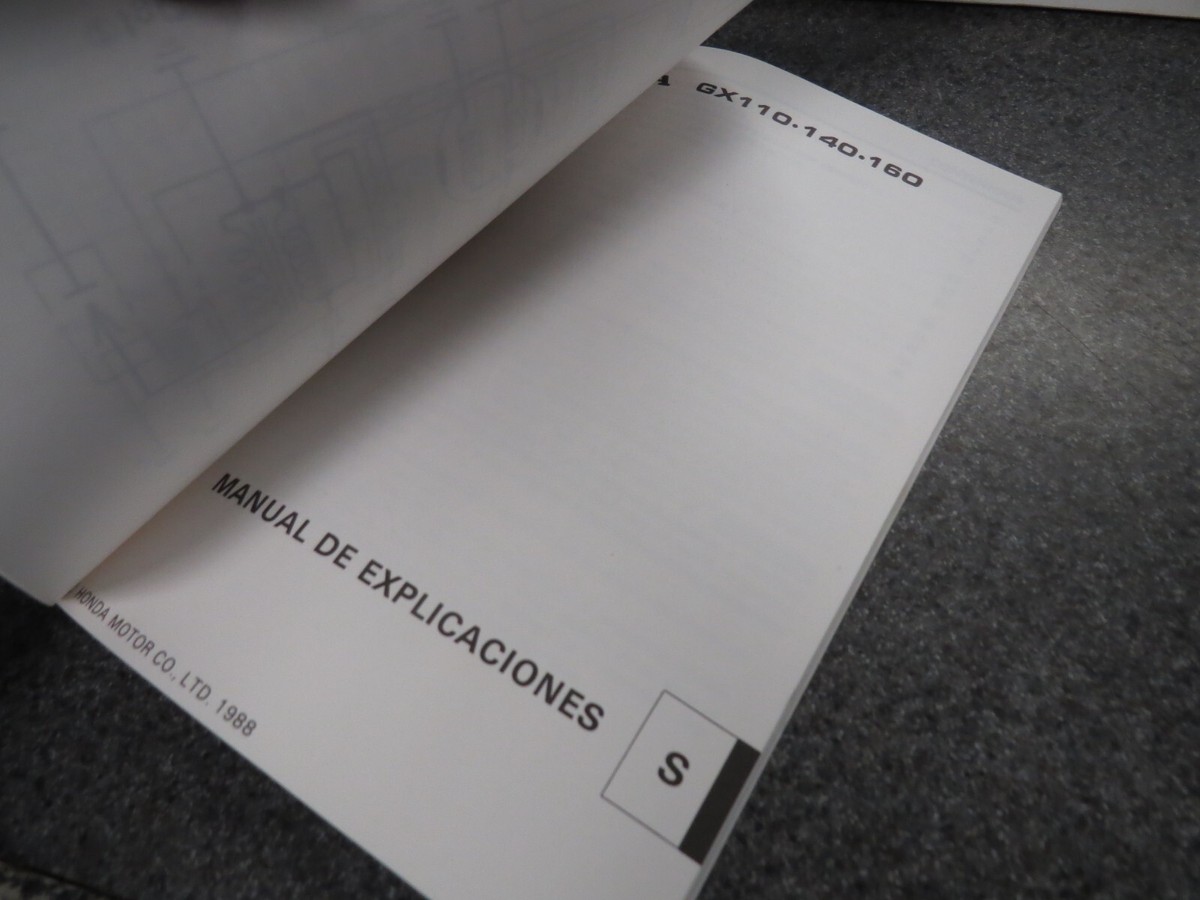 GX110·140·160
MANUAL DE EXPLICACIONES
HONDA MOTOR CO., LTD. 1988
S